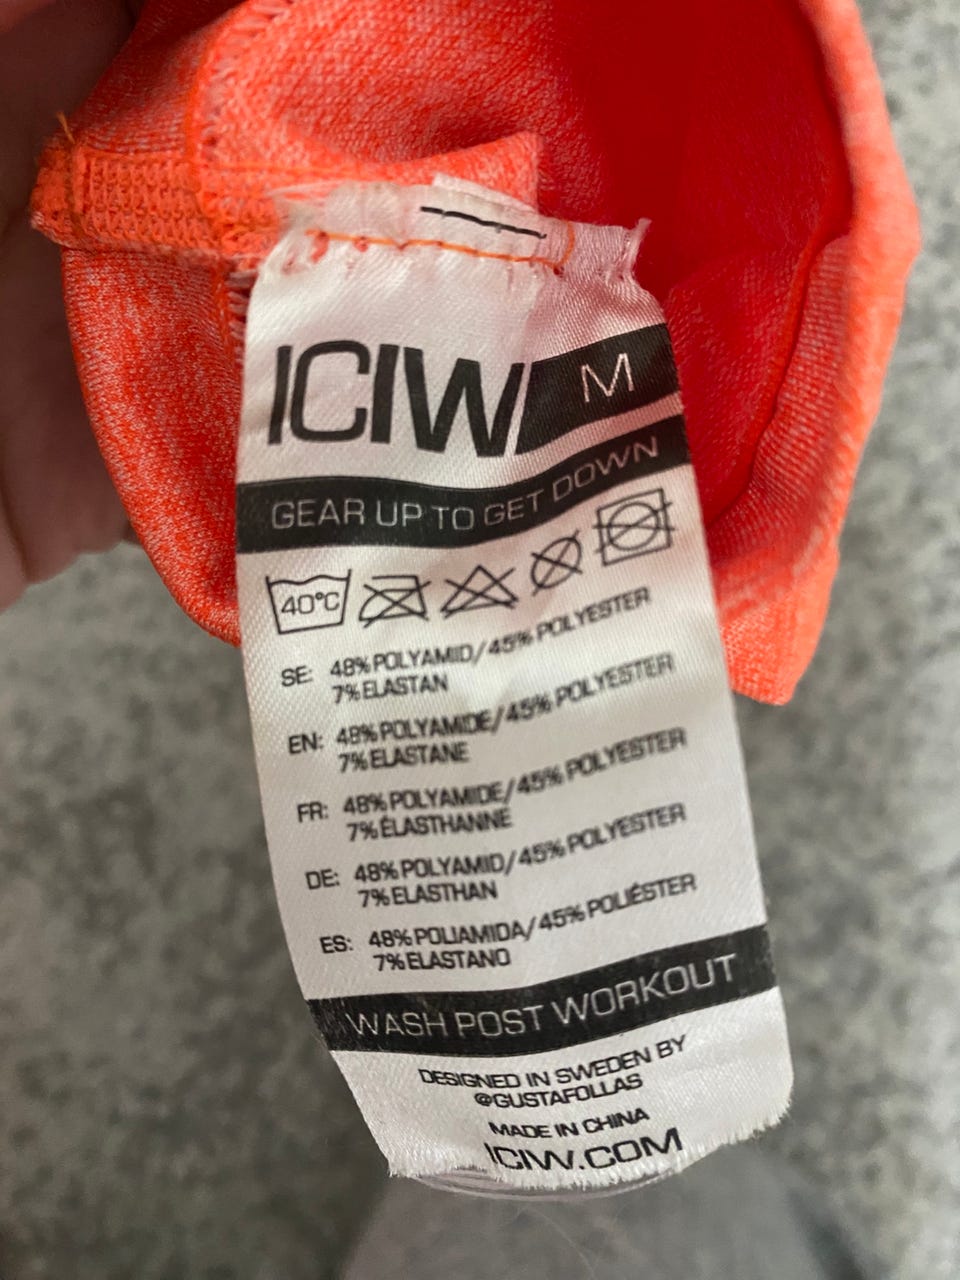 ICIW M
GEAR UP TO GET DOWN
40°C
SE: 48% POLYAMID/45% POLYESTER
7% ELASTAN
EN: 48% POLYAMIDE/45% POLYESTER
7% ELASTANE
FR: 48% POLYAMIDE/45% POLYESTER
7% ÉLASTHANNE
DE: 48% POLYAMID/45% POLYESTER
7% ELASTHAN
ES: 48% POLIAMIDA/45% POLIÉSTER
7% ELASTANO
WASH POST WORKOUT
DESIGNED IN SWEDEN BY
@GUSTAFOLLAS
MADE IN CHINA
ICIW.COM